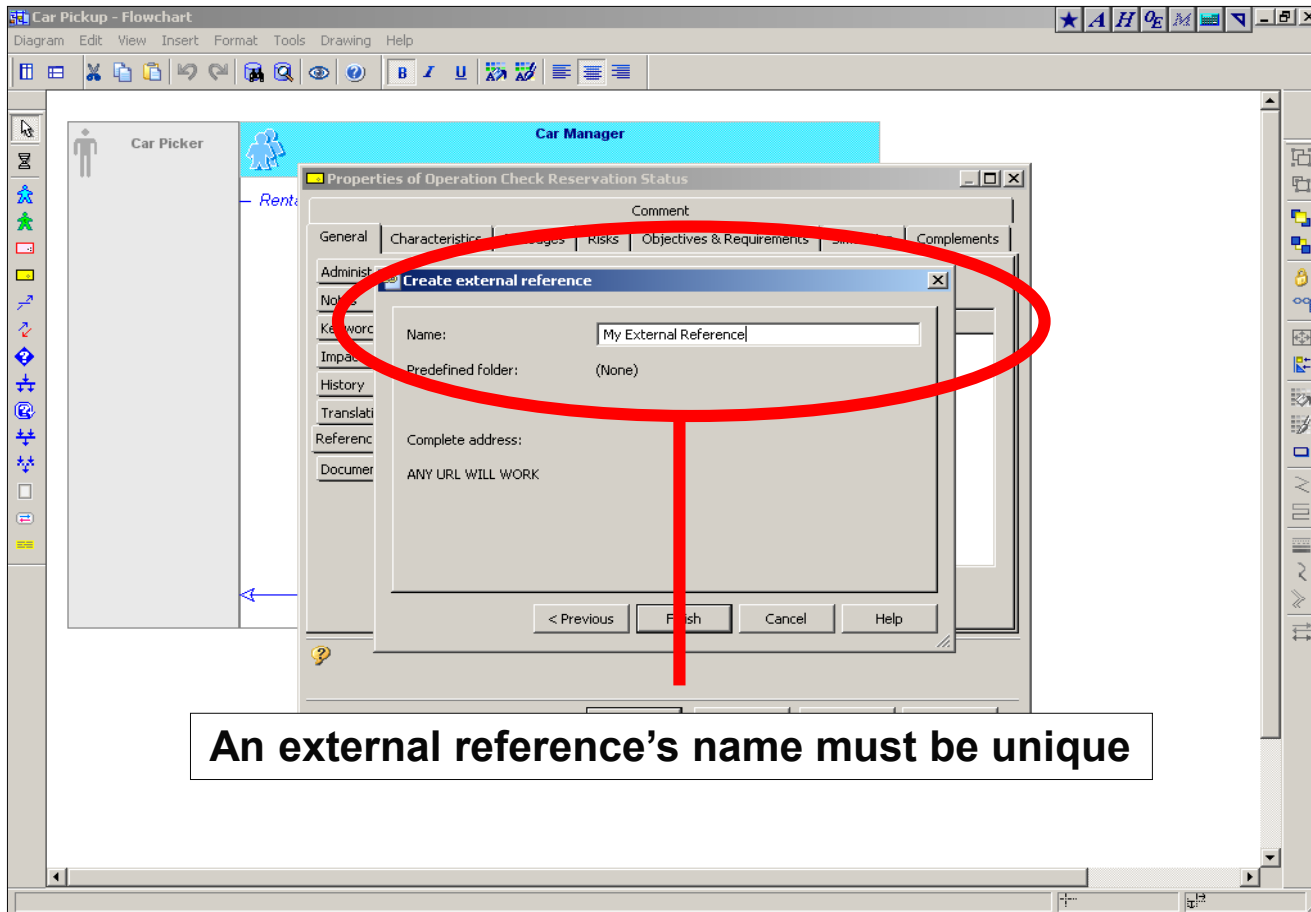 Car Pickup - Flowchart
Diagram Edit View Insert Format Tools Drawing Help
B I U
Car Picker
Car Manager
Properties of Operation Check Reservation Status
Comment
General Characteristics Risks Objectives & Requirements Complements
Create external reference
Name: My External Reference
Predefined folder: (None)
History
Complete address:
ANY URL WILL WORK
< Previous Cancel Help
An external reference’s name must be unique